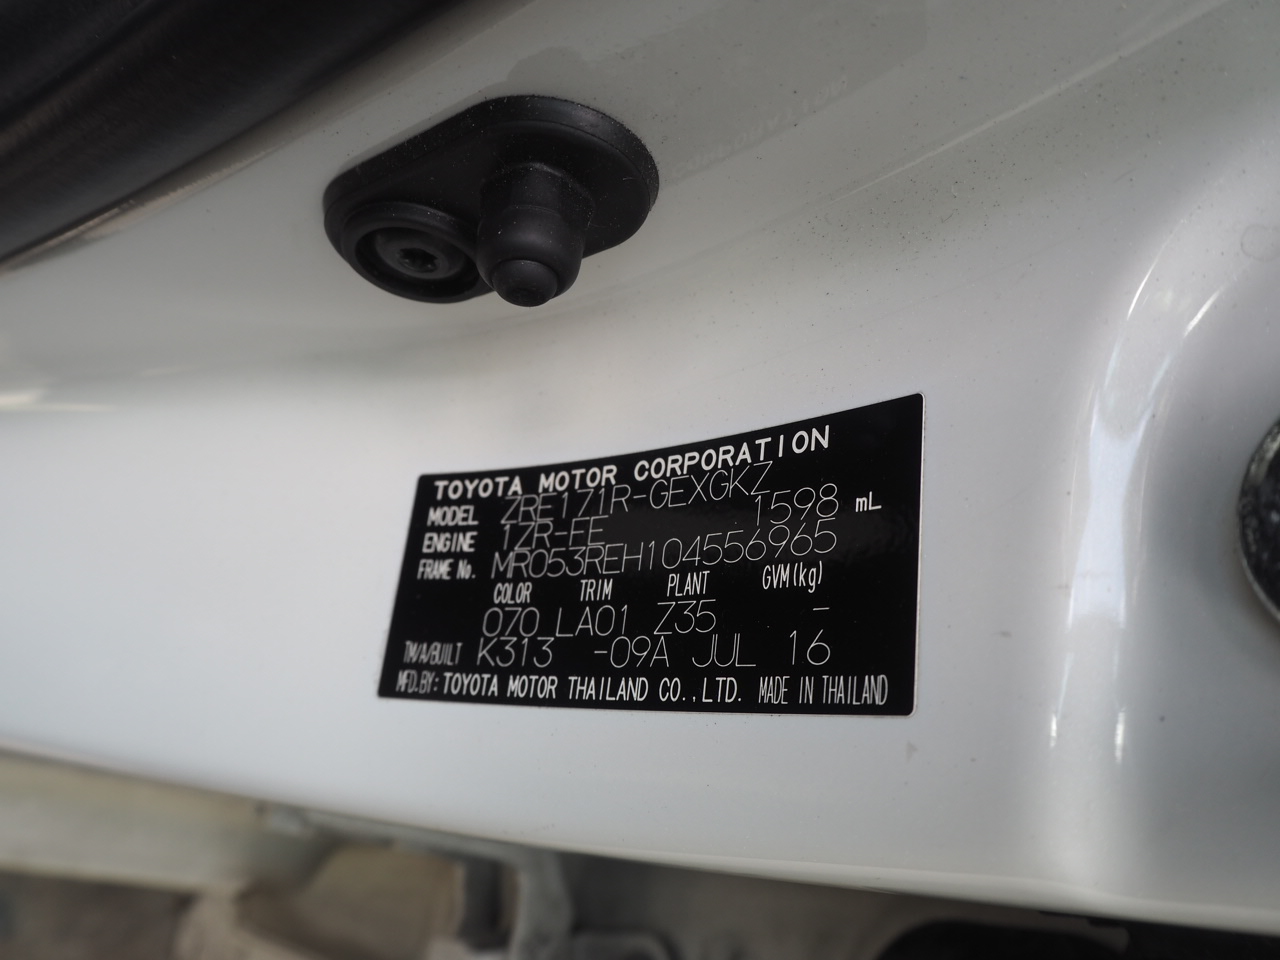 TOYOTA MOTOR CORPORATION
MODEL ZRE171R-GEXGKZ
ENGINE 1ZR-FE 1598 mL
FRAME No. MR053REH104556965
COLOR TRIM PLANT GVM(kg)
070 LA01 Z35 -
TM/A/BUILT K313 -09A JUL 16
MFD.BY: TOYOTA MOTOR THAILAND CO.,LTD. MADE IN THAILAND